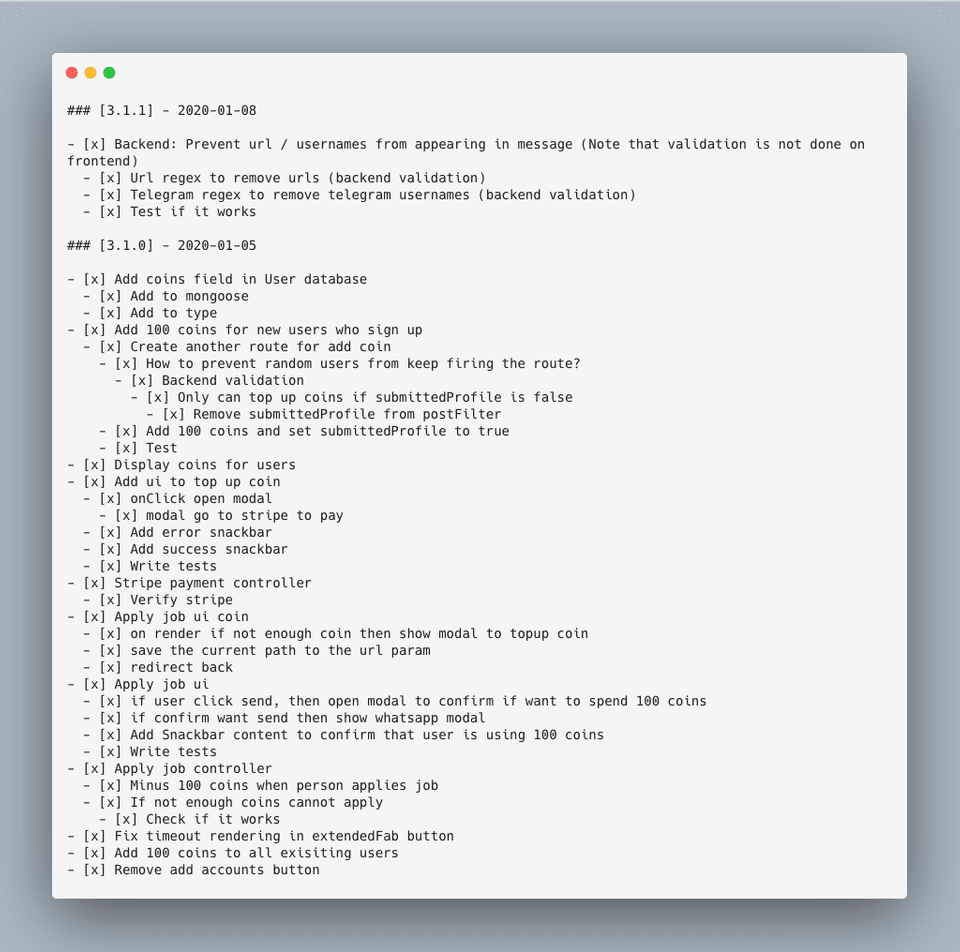 ### [3.1.1] - 2020-01-08
- [x] Backend: Prevent url / usernames from appearing in message (Note that validation is not done on
frontend)
  - [x] Url regex to remove urls (backend validation)
  - [x] Telegram regex to remove telegram usernames (backend validation)
  - [x] Test if it works
### [3.1.0] - 2020-01-05
- [x] Add coins field in User database
  - [x] Add to mongoose
  - [x] Add to type
- [x] Add 100 coins for new users who sign up
  - [x] Create another route for add coin
    - [x] How to prevent random users from keep firing the route?
      - [x] Backend validation
        - [x] Only can top up coins if submittedProfile is false
          - [x] Remove submittedProfile from postFilter
    - [x] Add 100 coins and set submittedProfile to true
    - [x] Test
- [x] Display coins for users
- [x] Add ui to top up coin
  - [x] onClick open modal
    - [x] modal go to stripe to pay
  - [x] Add error snackbar
  - [x] Add success snackbar
  - [x] Write tests
- [x] Stripe payment controller
  - [x] Verify stripe
- [x] Apply job ui coin
  - [x] on render if not enough coin then show modal to topup coin
  - [x] save the current path to the url param
  - [x] redirect back
- [x] Apply job ui
  - [x] if user click send, then open modal to confirm if want to spend 100 coins
  - [x] if confirm want send then show whatsapp modal
  - [x] Add Snackbar content to confirm that user is using 100 coins
  - [x] Write tests
- [x] Apply job controller
  - [x] Minus 100 coins when person applies job
  - [x] If not enough coins cannot apply
    - [x] Check if it works
- [x] Fix timeout rendering in extendedFab button
- [x] Add 100 coins to all exisiting users
- [x] Remove add accounts button